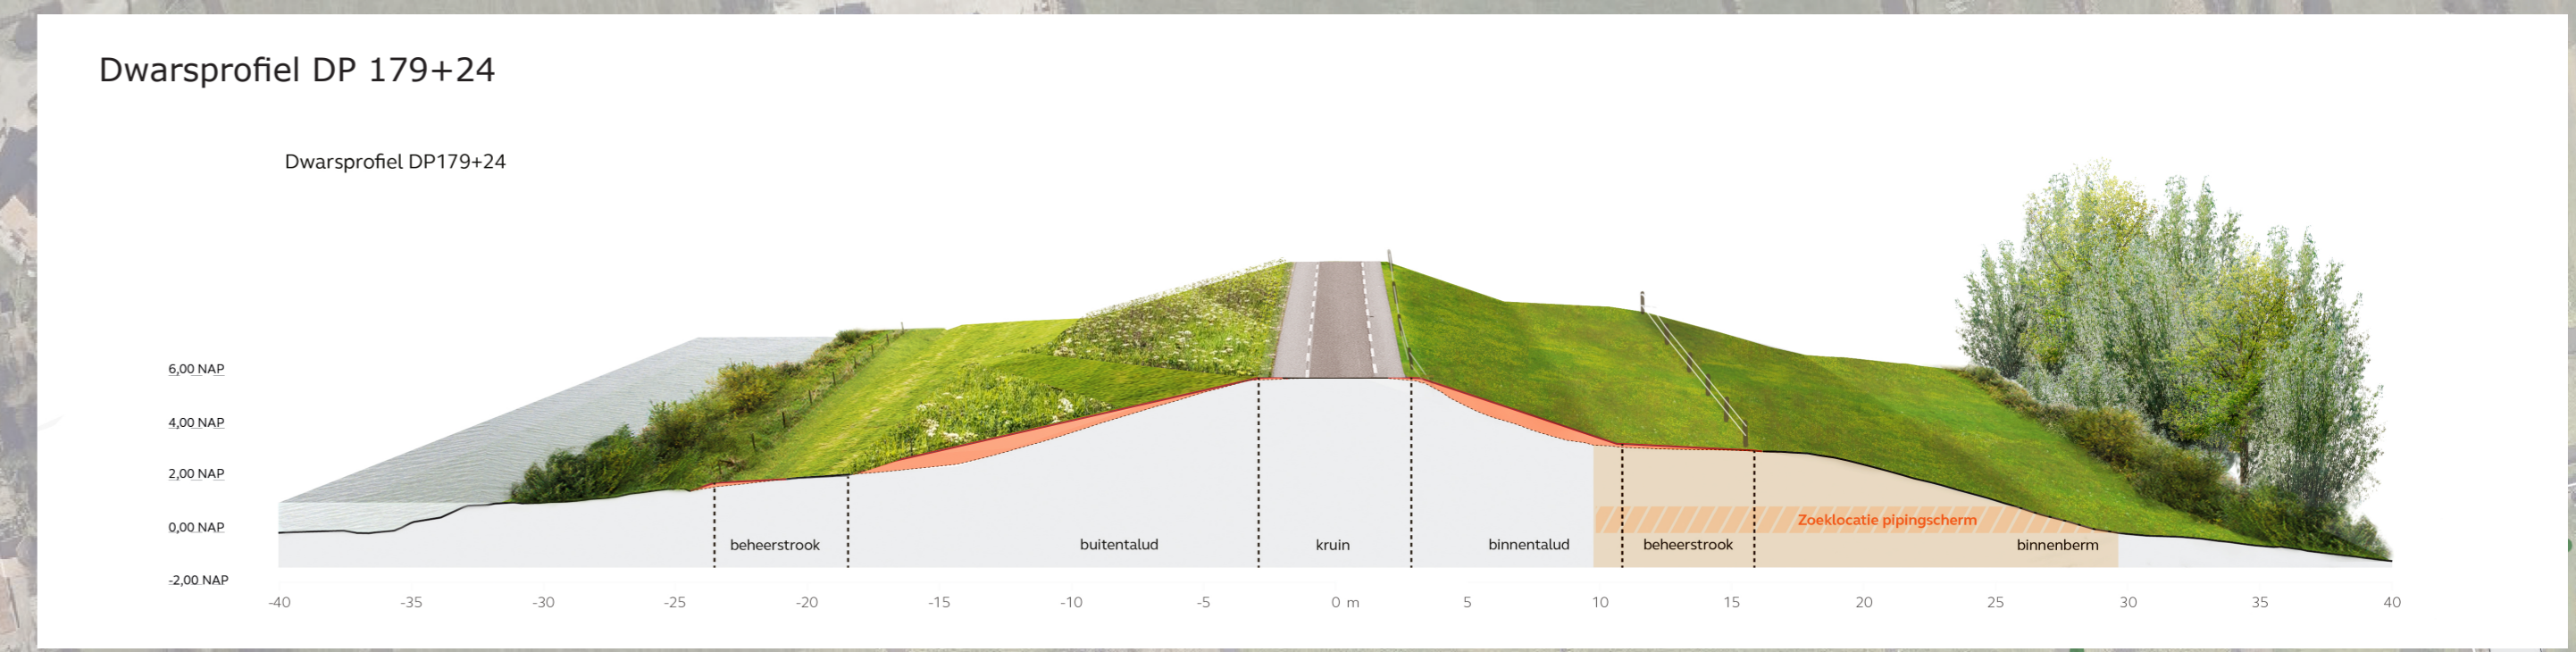 Dwarsprofiel DP 179+24
Dwarsprofiel DP179+24
6,00 NAP
4,00 NAP
2,00 NAP
0,00 NAP
-2,00 NAP
Zoeklocatie pipingscherm
beheerstrook buitentalud kruin binnentalud beheerstrook binnenberm
-40 -35 -30 -25 -20 -15 -10 -5 0 m 5 10 15 20 25 30 35 40